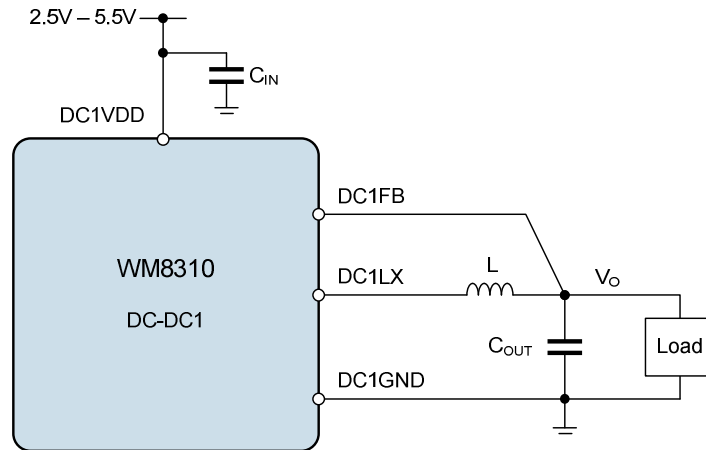 2.5V – 5.5V
CIN
DC1VDD
DC1FB
WM8310
DC1LX
L
VO
DC-DC1
COUT
Load
DC1GND